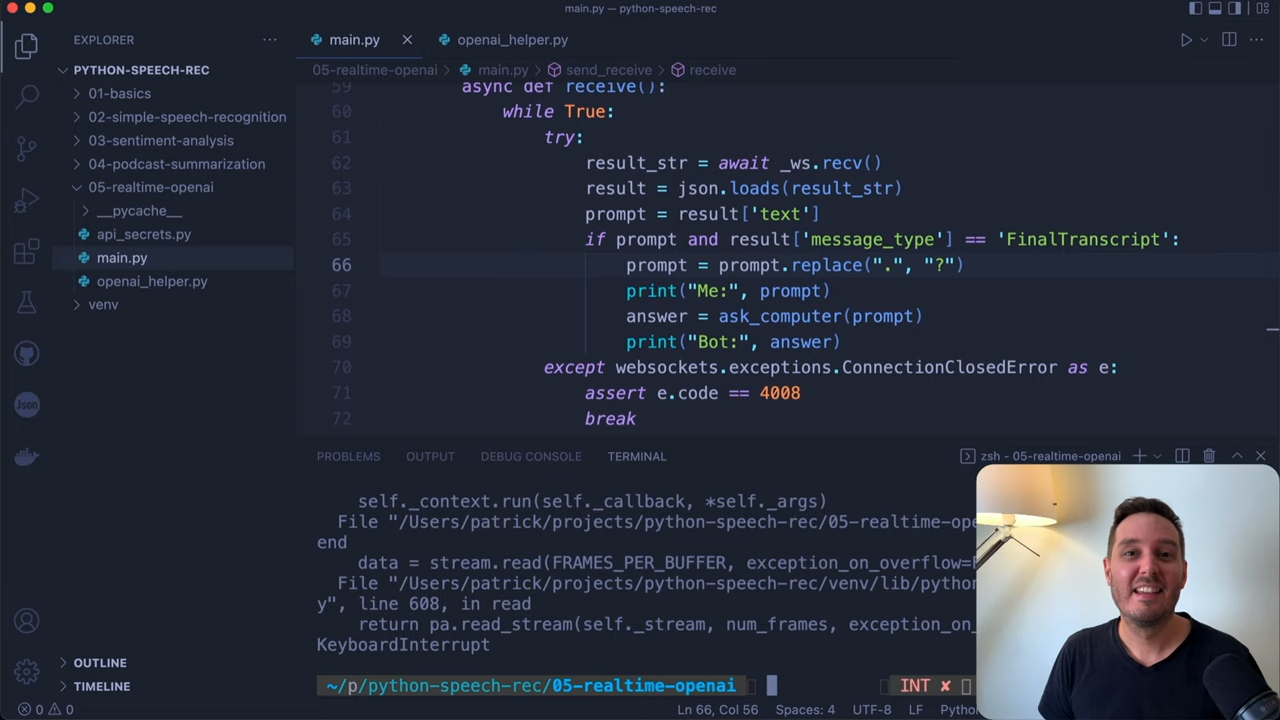 main.py — python-speech-rec
EXPLORER
main.py
openai_helper.py
PYTHON-SPEECH-REC
05-realtime-openai
main.py
send_receive
receive
01-basics
02-simple-speech-recognition
03-sentiment-analysis
04-podcast-summarization
05-realtime-openai
__pycache__
api_secrets.py
main.py
openai_helper.py
venv
59 async def receive():
60 while True:
61 try:
62 result_str = await _ws.recv()
63 result = json.loads(result_str)
64 prompt = result['text']
65 if prompt and result['message_type'] == 'FinalTranscript':
66 prompt = prompt.replace(".", "?")
67 print("Me:", prompt)
68 answer = ask_computer(prompt)
69 print("Bot:", answer)
70 except websockets.exceptions.ConnectionClosedError as e:
71 assert e.code == 4008
72 break
Json
PROBLEMS OUTPUT DEBUG CONSOLE TERMINAL
zsh - 05-realtime-openai
self._context.run(self._callback, *self._args)
File "/Users/patrick/projects/python-speech-rec/05-realtime-ope
end
data = stream.read(FRAMES_PER_BUFFER, exception_on_overflow=
File "/Users/patrick/projects/python-speech-rec/venv/lib/python
y", line 608, in read
return pa.read_stream(self._stream, num_frames, exception_on_
KeyboardInterrupt
~/p/python-speech-rec/05-realtime-openai
INT ✘
OUTLINE
TIMELINE
0 0
Ln 66, Col 56 Spaces: 4 UTF-8 LF Python